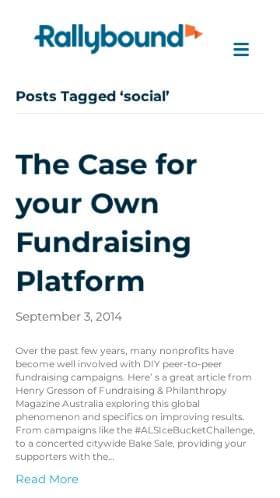 Rallybound
Posts Tagged ‘social’
The Case for
your Own
Fundraising
Platform
September 3, 2014
Over the past few years, many nonprofits have
become well involved with DIY peer-to-peer
fundraising campaigns. Here’ s a great article from
Henry Gresson of Fundraising & Philanthropy
Magazine Australia exploring this global
phenomenon and specifics on improving results.
From campaigns like the #ALSIceBucketChallenge,
to a concerted citywide Bake Sale, providing your
supporters with the...
Read More